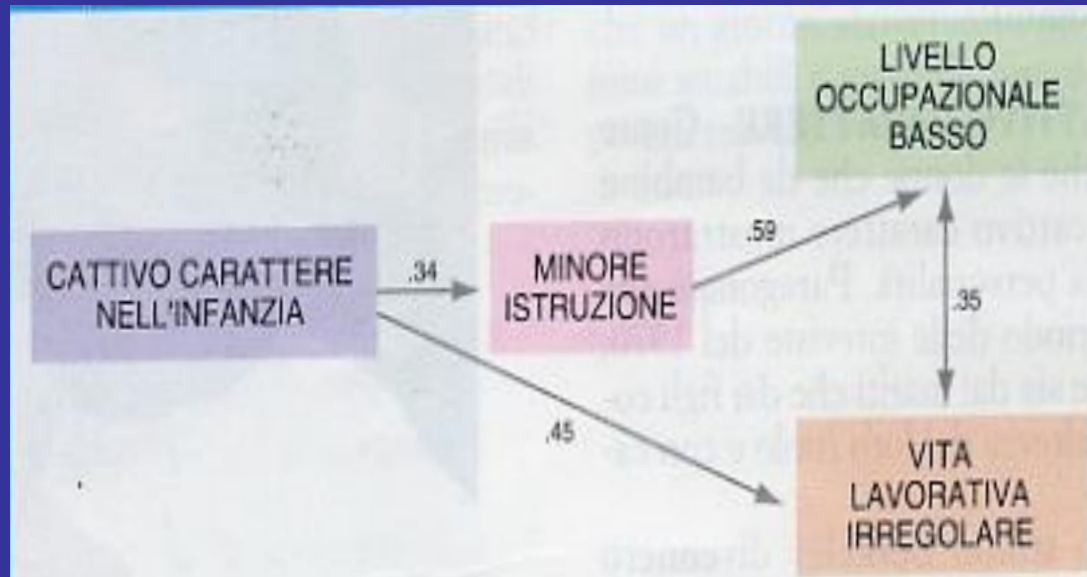 LIVELLO
OCCUPAZIONALE
BASSO
CATTIVO CARATTERE
NELL'INFANZIA
.34
MINORE
ISTRUZIONE
.59
.35
.45
VITA
LAVORATIVA
IRREGOLARE